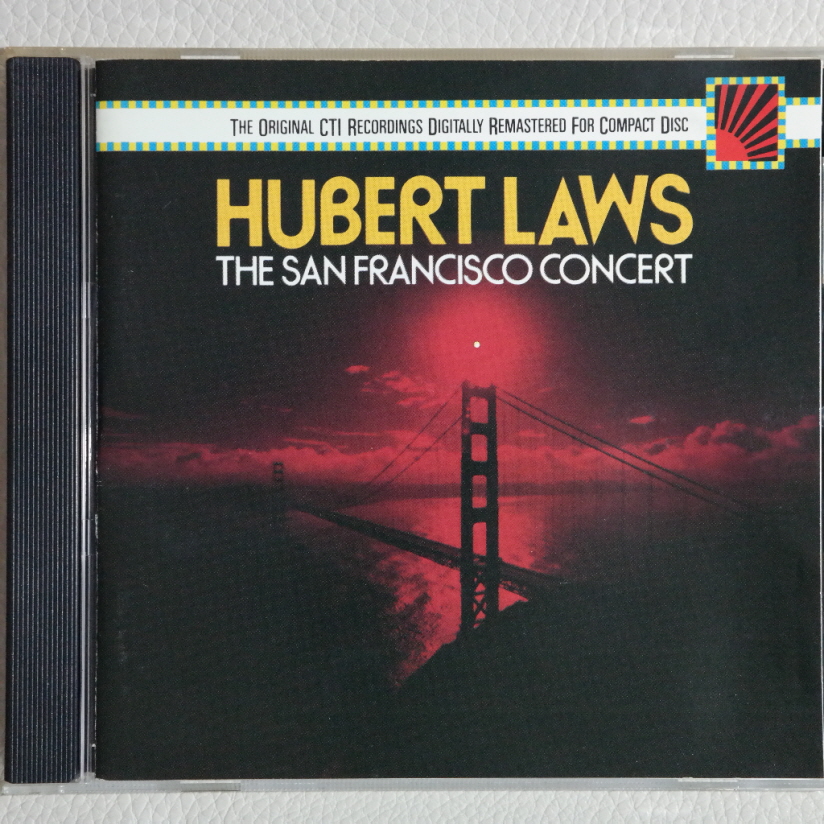 THE ORIGINAL CTI RECORDINGS DIGITALLY REMASTERED FOR COMPACT DISC
HUBERT LAWS
THE SAN FRANCISCO CONCERT